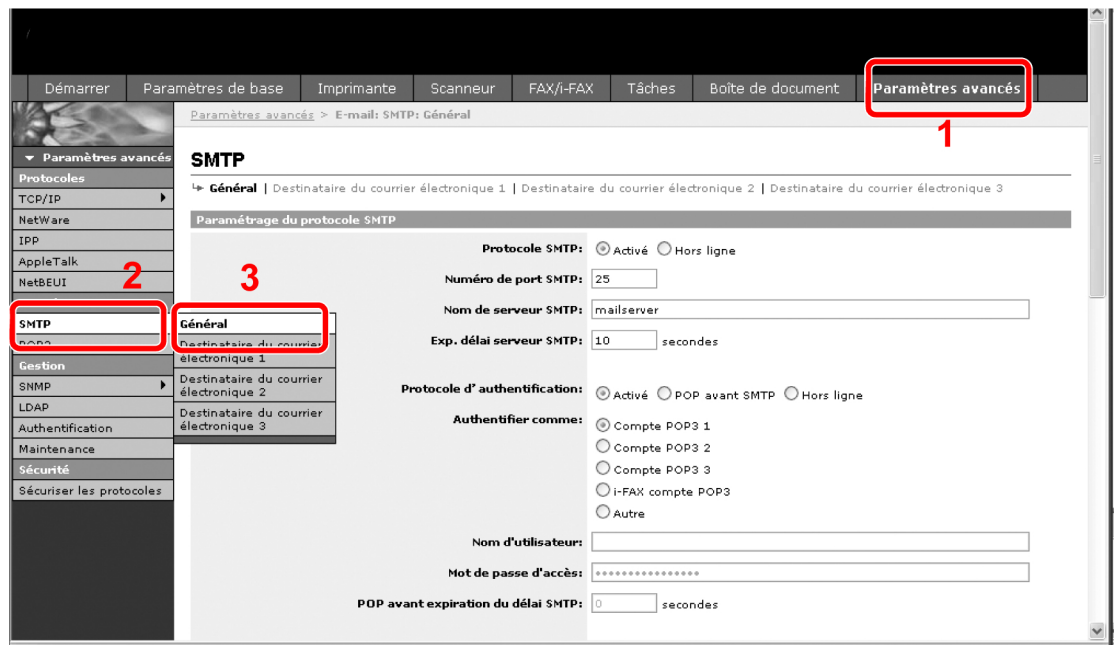 /
Démarrer Paramètres de base Imprimante Scanneur FAX/i-FAX Tâches Boîte de document Paramètres avancés
1
Paramètres avancés > E-mail: SMTP: Général
Paramètres avancés
Protocoles
TCP/IP
NetWare
IPP
AppleTalk
NetBEUI
2
SMTP
POP3
Gestion
SNMP
LDAP
Authentification
Maintenance
Sécurité
Sécuriser les protocoles
3
Général
Destinataire du courrier
électronique 1
Destinataire du courrier
électronique 2
Destinataire du courrier
électronique 3
SMTP
Général | Destinataire du courrier électronique 1 | Destinataire du courrier électronique 2 | Destinataire du courrier électronique 3
Paramétrage du protocole SMTP
Protocole SMTP: Activé Hors ligne
Numéro de port SMTP: 25
Nom de serveur SMTP: mailserver
Exp. délai serveur SMTP: 10 secondes
Protocole d'authentification: Activé POP avant SMTP Hors ligne
Authentifier comme: Compte POP3 1
Compte POP3 2
Compte POP3 3
i-FAX compte POP3
Autre
Nom d'utilisateur:
Mot de passe d'accès: ••••••••••••••••
POP avant expiration du délai SMTP: 0 secondes